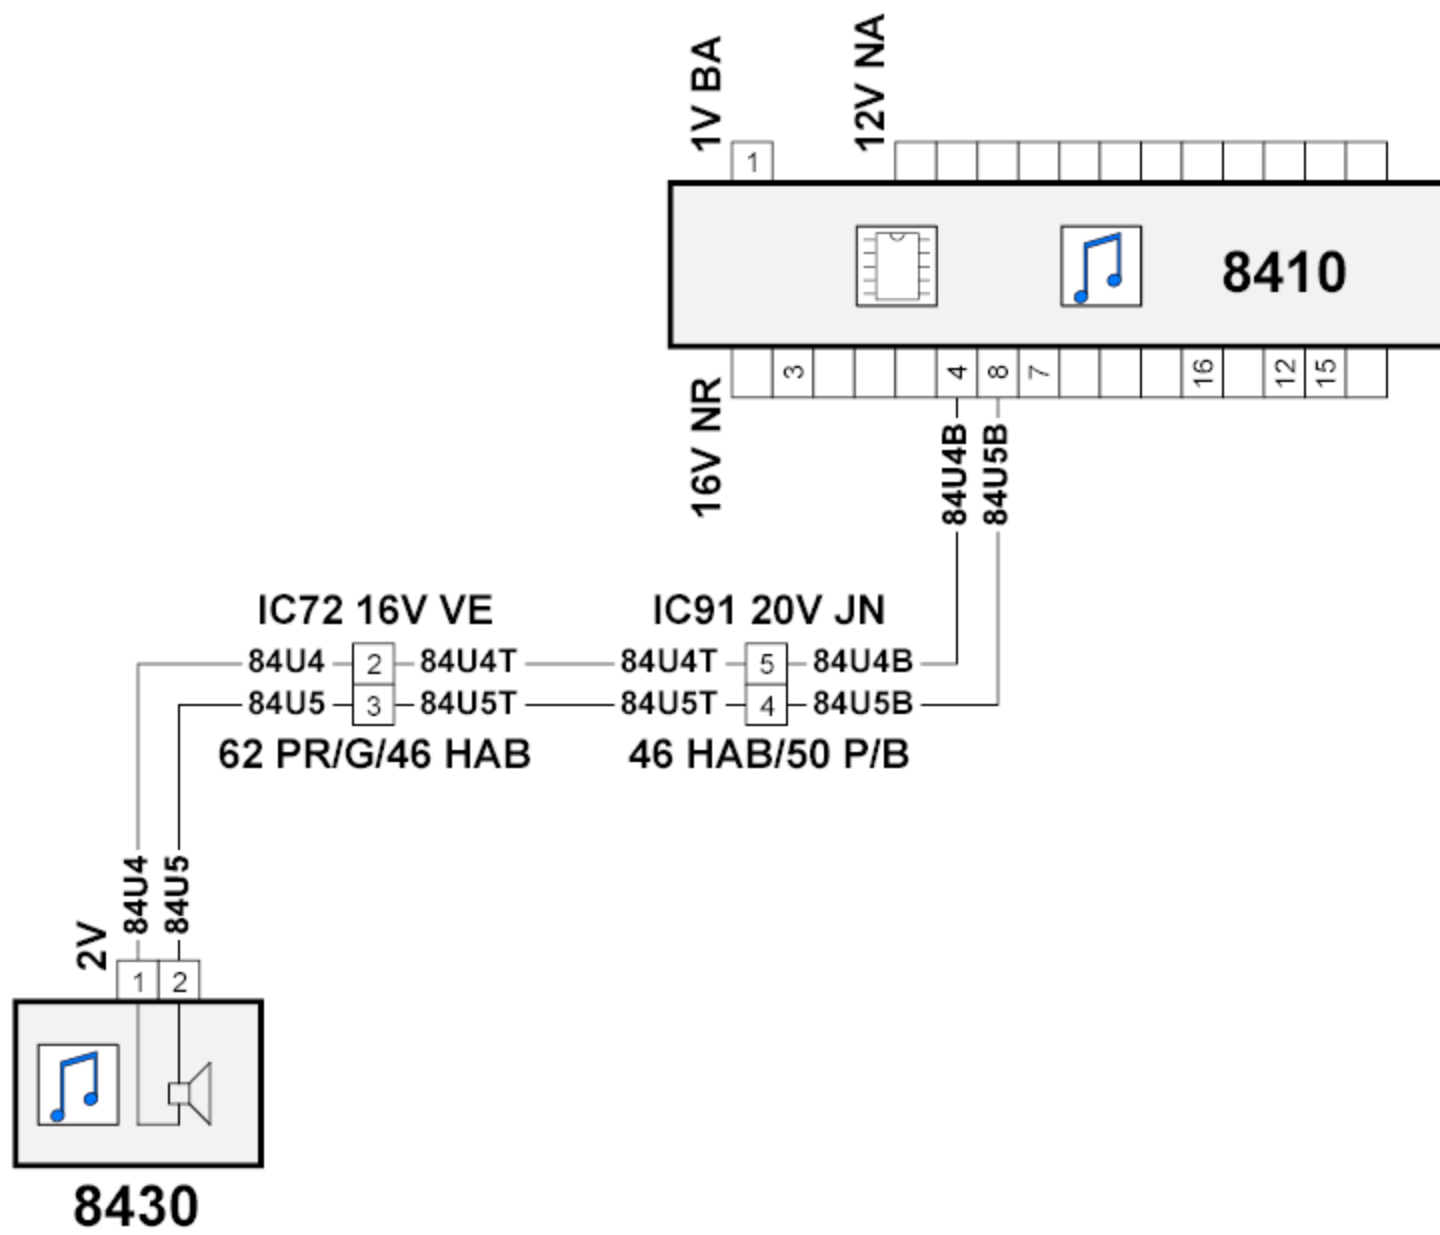 1V BA
12V NA
1
8410
16V NR
3 4 8 7 16 12 15
84U4B
84U5B
IC72 16V VE
IC91 20V JN
84U4 2 84U4T 84U4T 5 84U4B
84U5 3 84U5T 84U5T 4 84U5B
62 PR/G/46 HAB
46 HAB/50 P/B
84U4
84U5
2V
1 2
8430